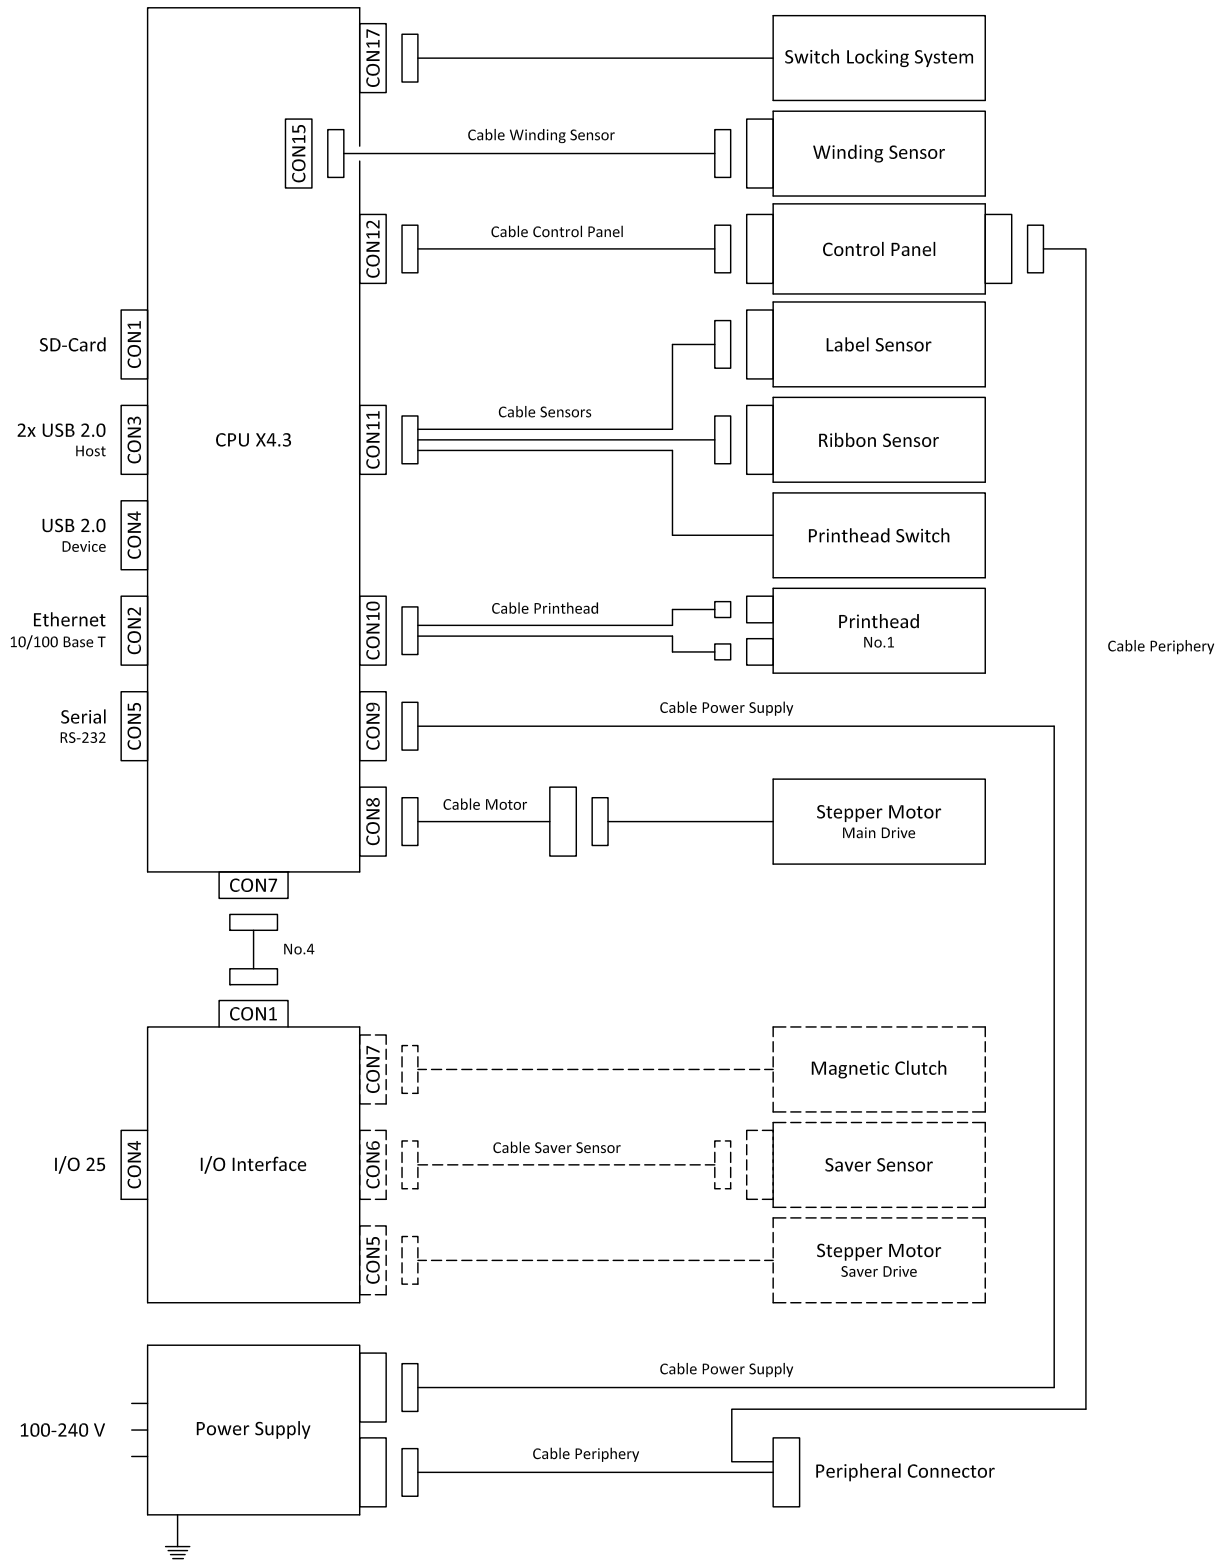 CON17
Switch Locking System
CON15
Cable Winding Sensor
Winding Sensor
CON12
Cable Control Panel
Control Panel
SD-Card
CON1
Label Sensor
2x USB 2.0
Host
CON3
CPU X4.3
CON11
Cable Sensors
Ribbon Sensor
USB 2.0
Device
CON4
Printhead Switch
Ethernet
10/100 Base T
CON2
CON10
Cable Printhead
Printhead
No.1
Cable Periphery
Serial
RS-232
CON5
CON9
Cable Power Supply
CON8
Cable Motor
Stepper Motor
Main Drive
CON7
No.4
CON1
CON7
Magnetic Clutch
I/O 25
CON4
I/O Interface
CON6
Cable Saver Sensor
Saver Sensor
CON5
Stepper Motor
Saver Drive
Cable Power Supply
100-240 V
Power Supply
Cable Periphery
Peripheral Connector